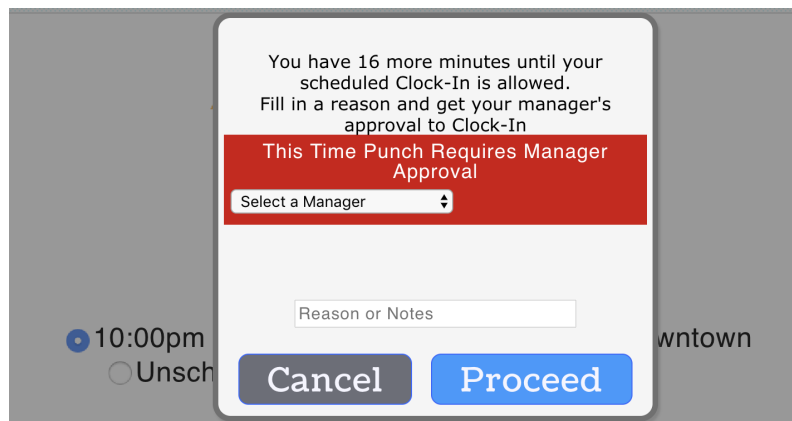 You have 16 more minutes until your
scheduled Clock-In is allowed.
Fill in a reason and get your manager's
approval to Clock-In
This Time Punch Requires Manager
Approval
Select a Manager
Reason or Notes
10:00pm
Cancel
Proceed